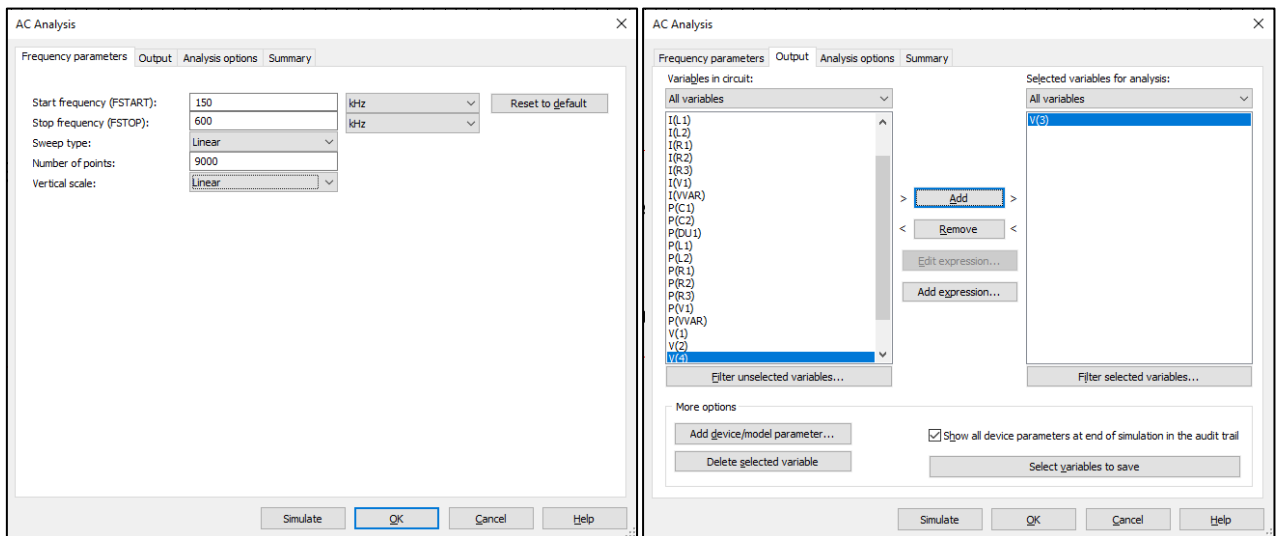 AC Analysis
Frequency parameters Output Analysis options Summary
Start frequency (FSTART): 150 kHz Reset to default
Stop frequency (FSTOP): 600 kHz
Sweep type: Linear
Number of points: 9000
Vertical scale: Linear
Simulate OK Cancel Help
AC Analysis
Frequency parameters Output Analysis options Summary
Variables in circuit: Selected variables for analysis:
All variables All variables
I(L1) V(3)
I(L2)
I(R1)
I(R2)
I(R3)
I(V1)
I(VVAR)
> Add >
P(C1)
P(C2)
< Remove <
P(DU1)
P(L1)
P(L2)
Edit expression...
P(R1)
P(R2)
Add expression...
P(R3)
P(V1)
P(VVAR)
V(1)
V(2)
V(4)
Filter unselected variables... Filter selected variables...
More options
Add device/model parameter... Show all device parameters at end of simulation in the audit trail
Delete selected variable Select variables to save
Simulate OK Cancel Help